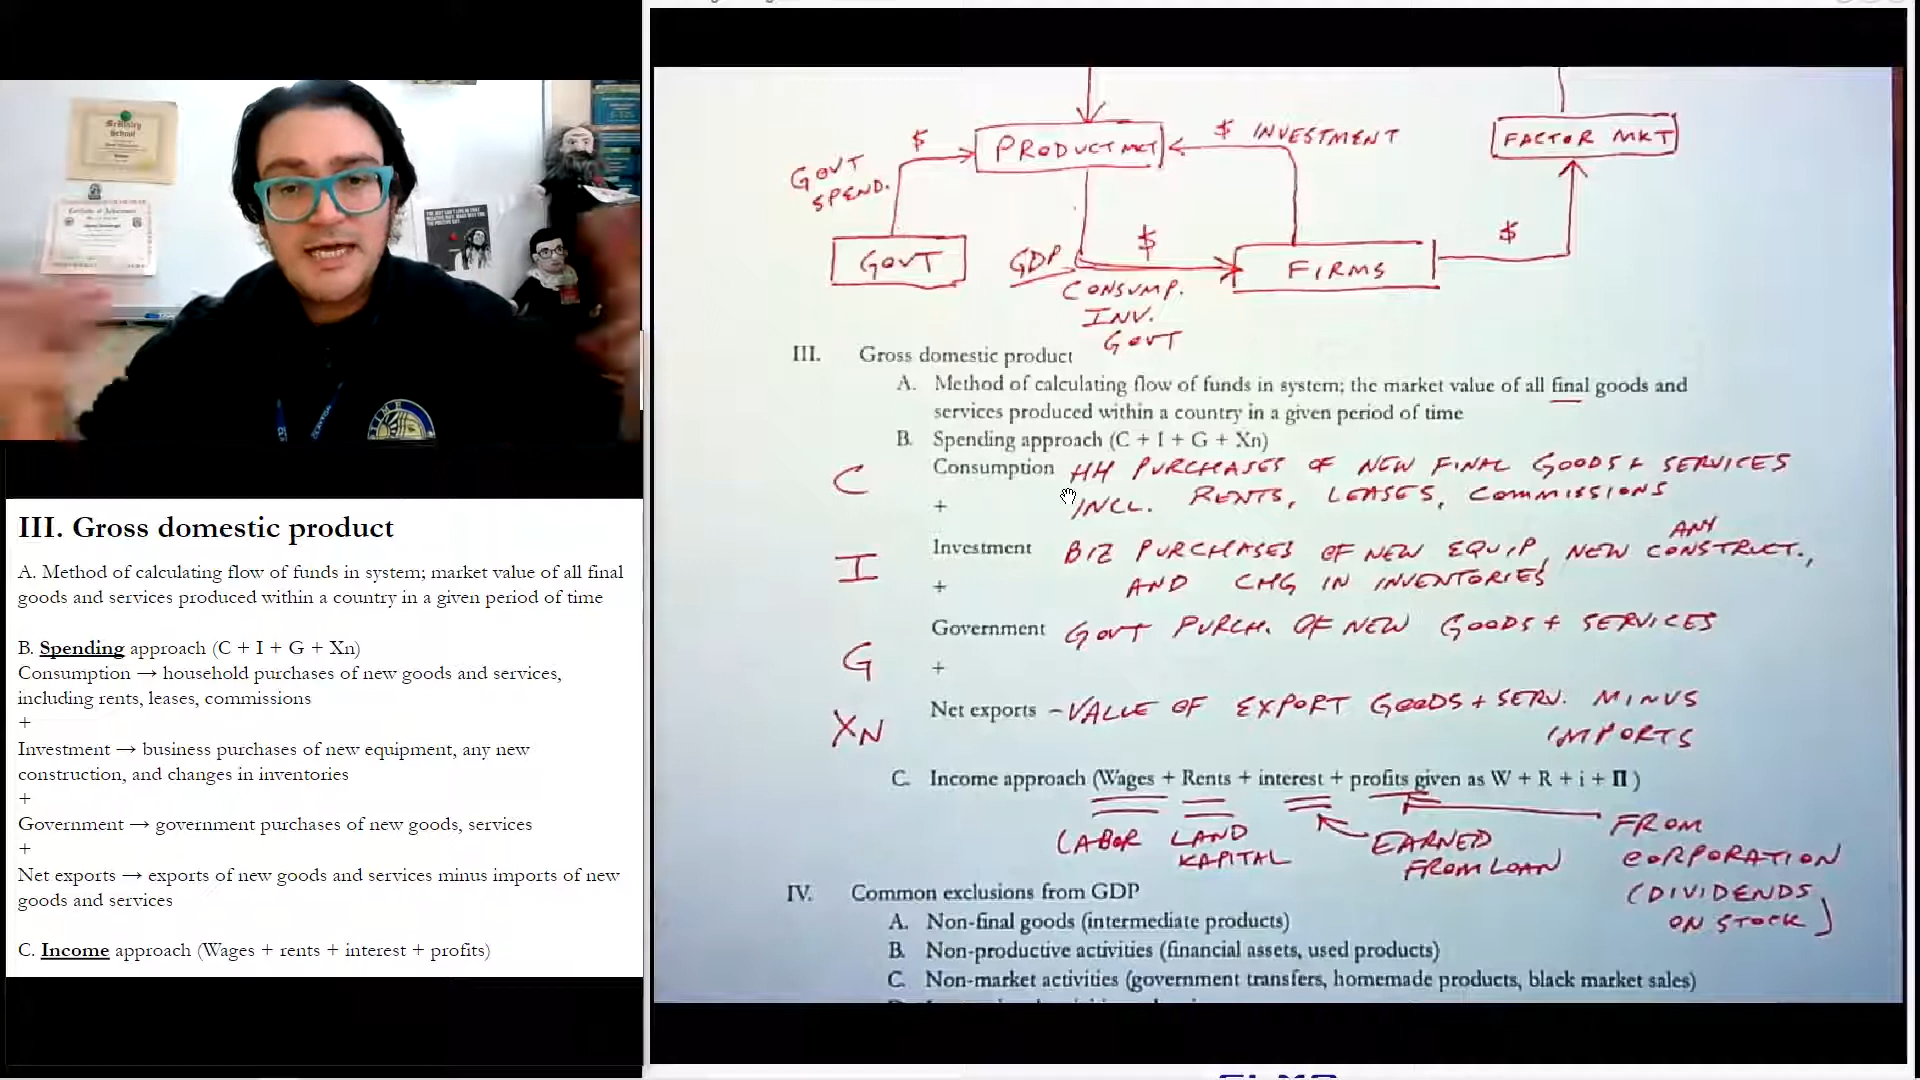 McKinley
School
Certificate of Achievement
TIME
III. Gross domestic product
A. Method of calculating flow of funds in system; market value of all final
goods and services produced within a country in a given period of time
B. Spending approach (C + I + G + Xn)
Consumption → household purchases of new goods and services,
including rents, leases, commissions
+
Investment → business purchases of new equipment, any new
construction, and changes in inventories
+
Government → government purchases of new goods, services
+
Net exports → exports of new goods and services minus imports of new
goods and services
C. Income approach (Wages + rents + interest + profits)
GOVT
SPEND.
$
PRODUCT MKT
$ INVESTMENT
FACTOR MKT
GOVT
GDP
$
FIRMS
$
CONSUMP.
INV.
GOVT
III. Gross domestic product
A. Method of calculating flow of funds in system; the market value of all final goods and
services produced within a country in a given period of time
B. Spending approach (C + I + G + Xn)
C Consumption HH PURCHASES OF NEW FINAL GOODS + SERVICES
+ INCL. RENTS, LEASES, COMMISSIONS
ANY
I Investment BIZ PURCHASES OF NEW EQUIP, NEW CONSTRUCT.,
+ AND CHG IN INVENTORIES
G Government GOVT PURCH. OF NEW GOODS + SERVICES
+
XN Net exports - VALUE OF EXPORT GOODS + SERV. MINUS
IMPORTS
C. Income approach (Wages + Rents + interest + profits given as W + R + i + Π )
LABOR LAND
KAPITAL
EARNED
FROM LOAN
FROM
CORPORATION
(DIVIDENDS
ON STOCK)
IV. Common exclusions from GDP
A. Non-final goods (intermediate products)
B. Non-productive activities (financial assets, used products)
C. Non-market activities (government transfers, homemade products, black market sales)